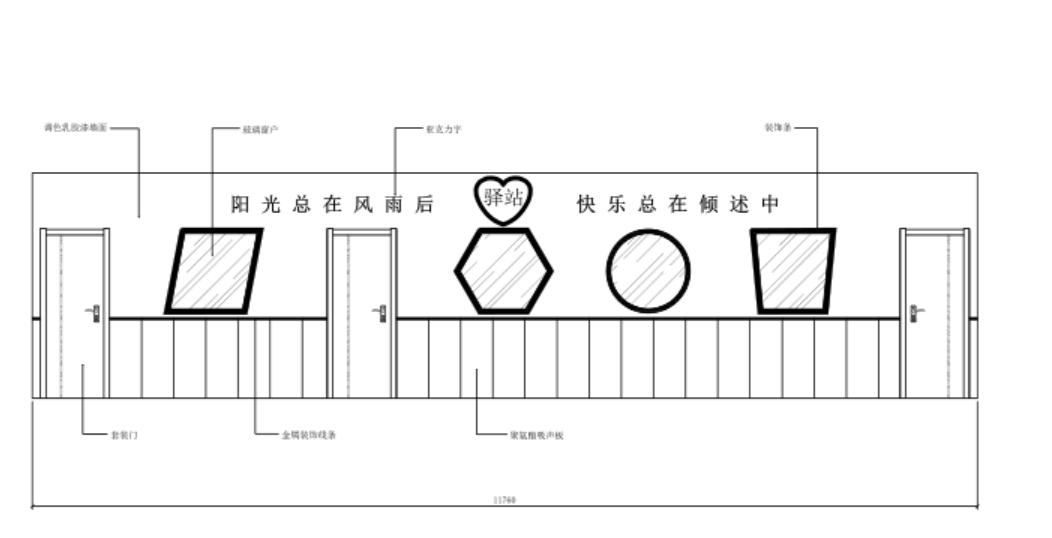 调色乳胶漆墙面
玻璃窗户
亚克力字
装饰条
阳光总在风雨后
驿站
快乐总在倾述中
套装门
金属装饰线条
聚氨酯吸声板
11760